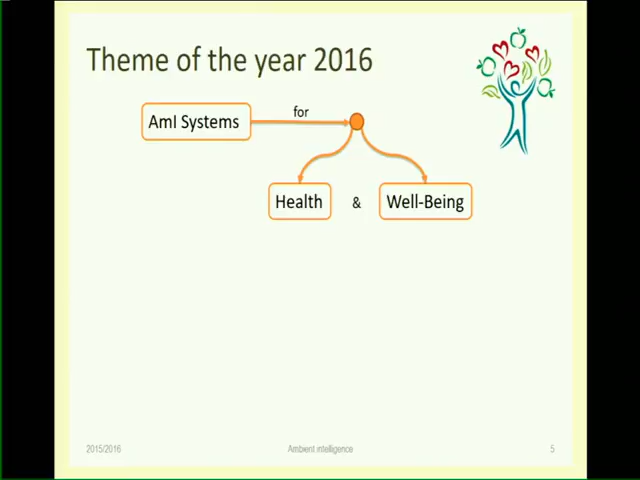 Theme of the year 2016
AmI Systems
for
Health
&
Well-Being
2015/2016
Ambient intelligence
5